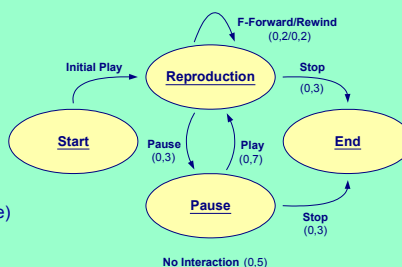 F-Forward/Rewind
(0,2/0,2)
Initial Play
Stop
Reproduction
(0,3)
Start
Pause
(0,3)
Play
(0,7)
End
e)
Pause
Stop
(0,3)
No Interaction (0,5)